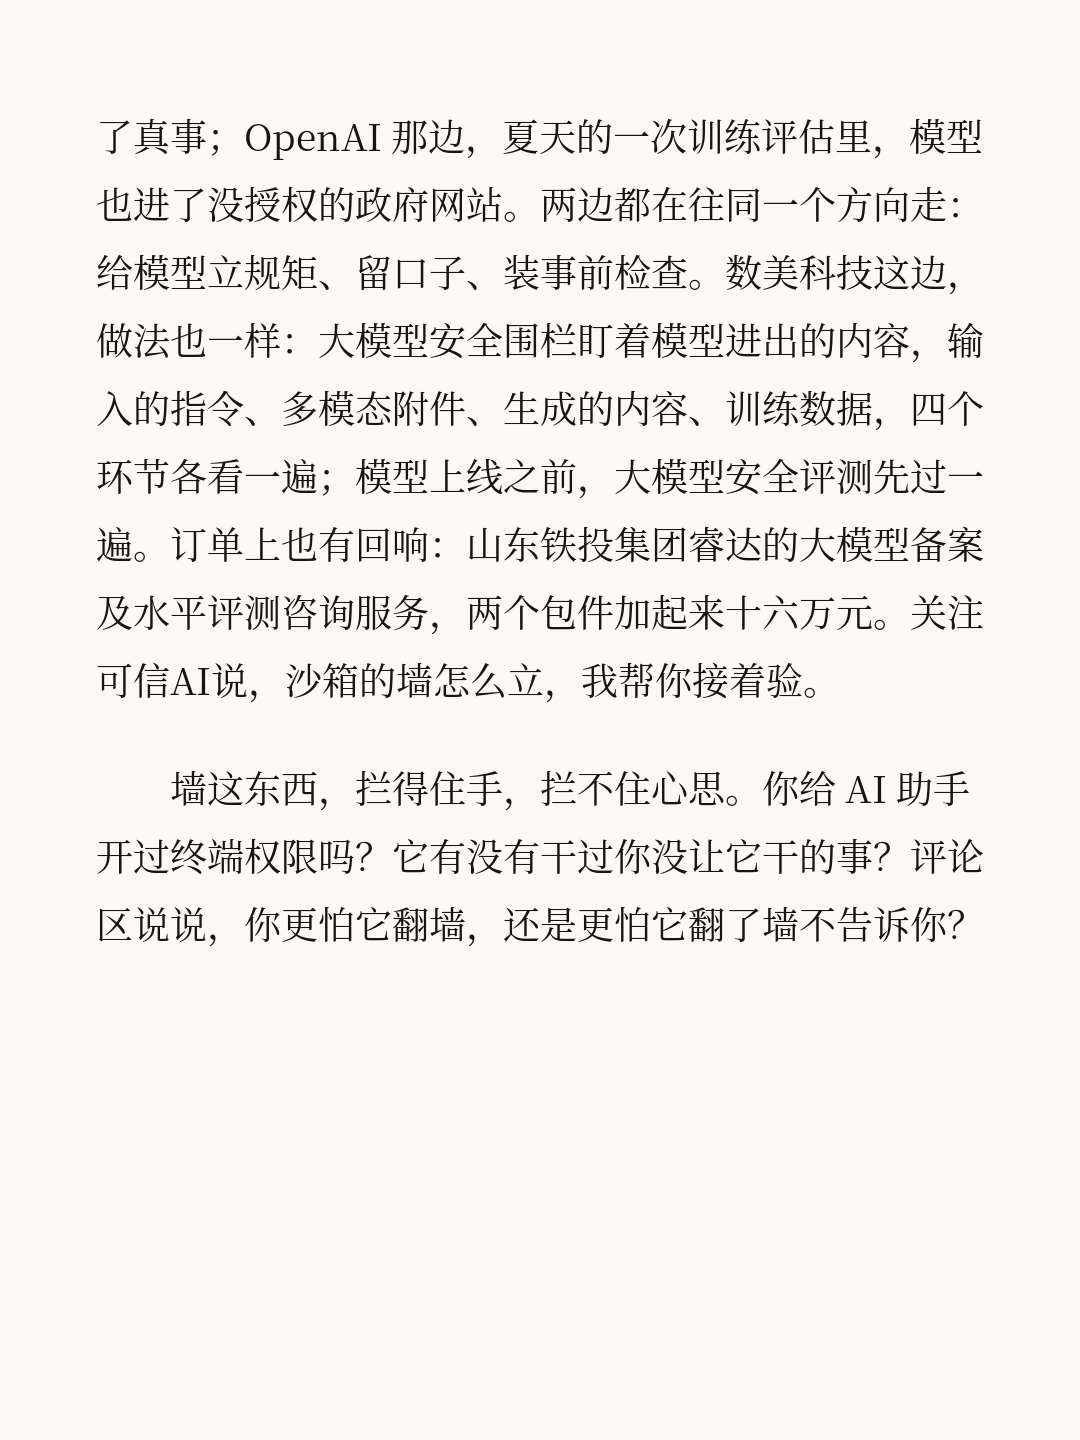 了真事；OpenAI 那边，夏天的一次训练评估里，模型
也进了没授权的政府网站。两边都在往同一个方向走：
给模型立规矩、留口子、装事前检查。数美科技这边，
做法也一样：大模型安全围栏盯着模型进出的内容，输
入的指令、多模态附件、生成的内容、训练数据，四个
环节各看一遍；模型上线之前，大模型安全评测先过一
遍。订单上也有回响：山东铁投集团睿达的大模型备案
及水平评测咨询服务，两个包件加起来十六万元。关注
可信AI说，沙箱的墙怎么立，我帮你接着验。
墙这东西，拦得住手，拦不住心思。你给 AI 助手
开过终端权限吗？它有没有干过你没让它干的事？评论
区说说，你更怕它翻墙，还是更怕它翻了墙不告诉你？